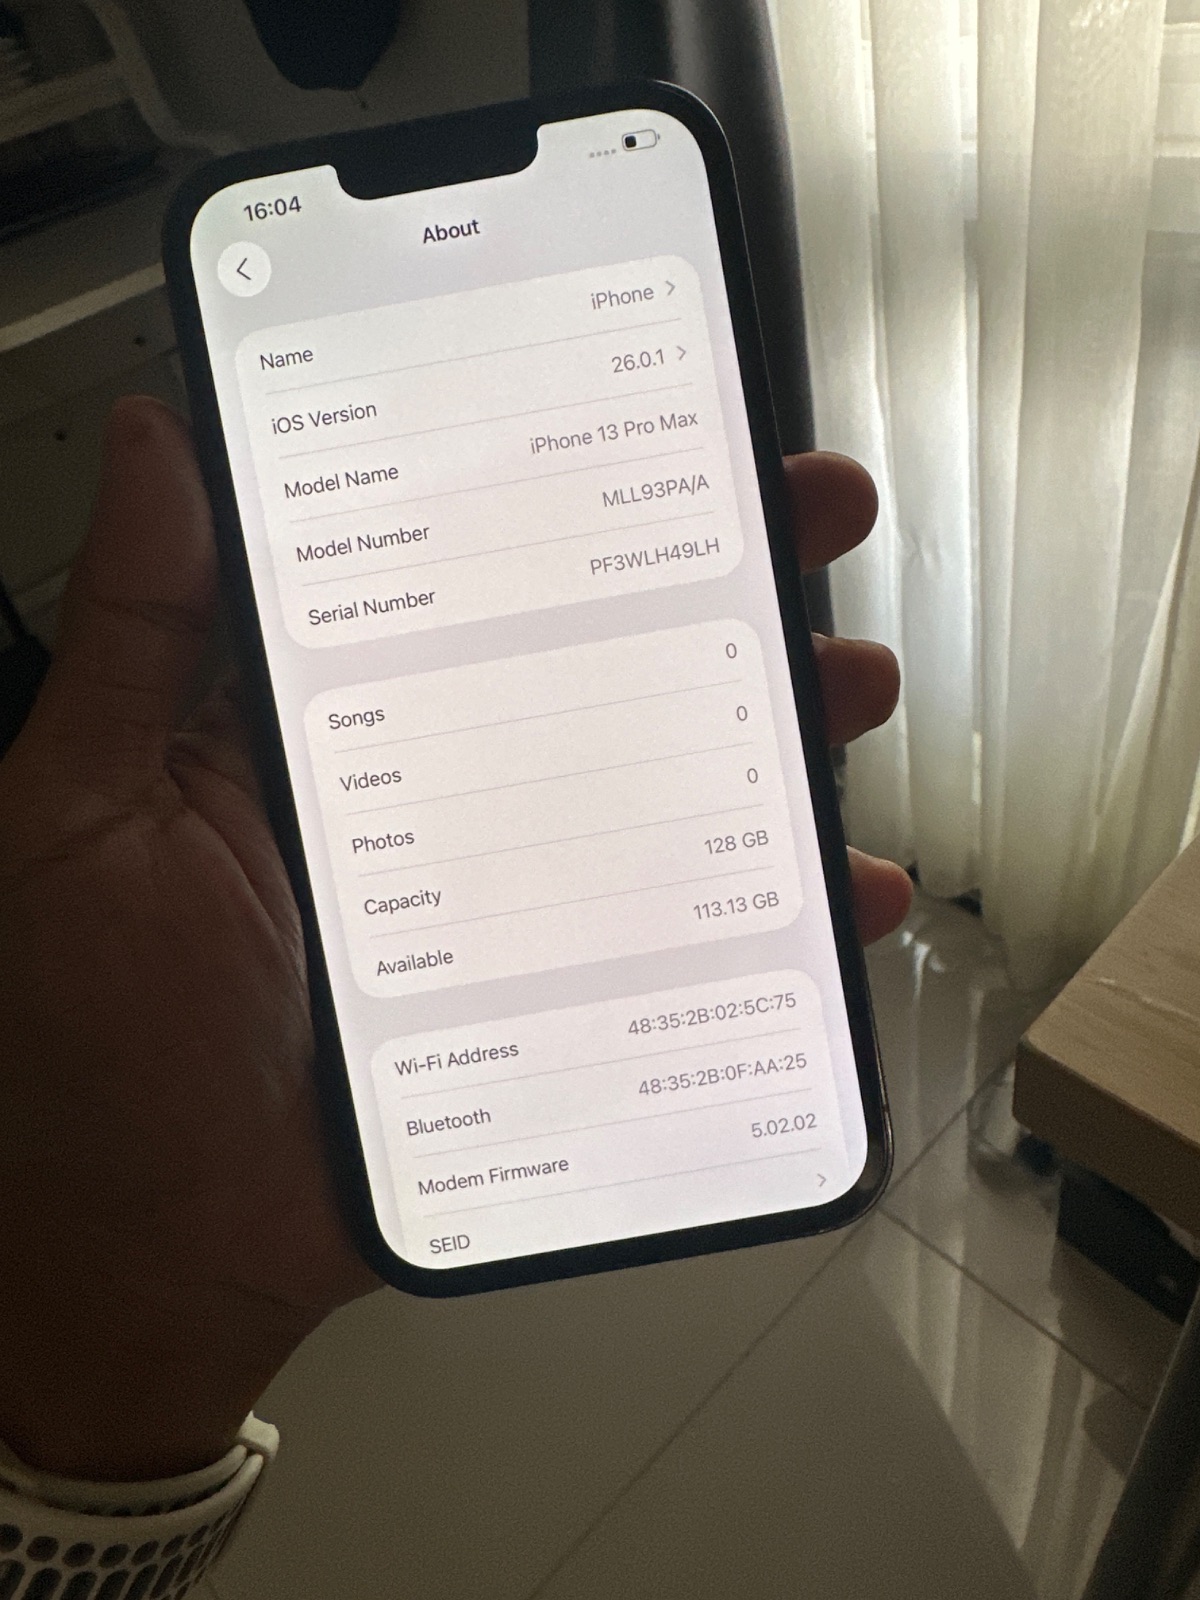 16:04
About
Name iPhone
iOS Version 26.0.1
Model Name iPhone 13 Pro Max
Model Number MLL93PA/A
Serial Number PF3WLH49LH
Songs 0
Videos 0
Photos 0
Capacity 128 GB
Available 113.13 GB
Wi-Fi Address 48:35:2B:02:5C:75
Bluetooth 48:35:2B:0F:AA:25
Modem Firmware 5.02.02
SEID